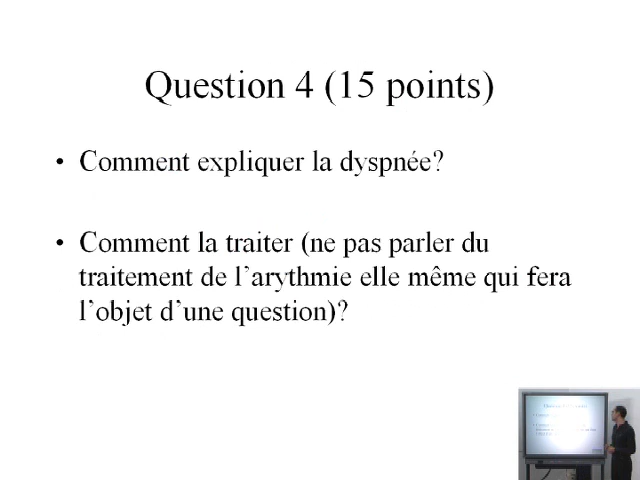 Question 4 (15 points)
• Comment expliquer la dyspnée?
• Comment la traiter (ne pas parler du
traitement de l'arythmie elle même qui fera
l'objet d'une question)?